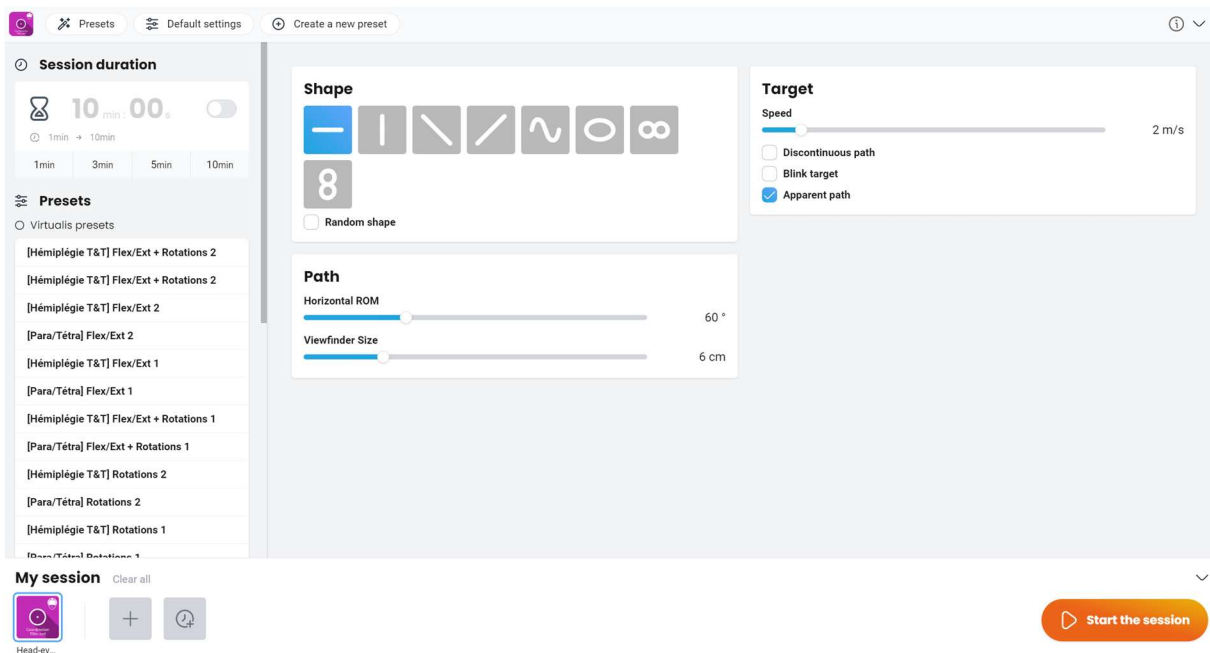 Presets
Default settings
Create a new preset
Session duration
10 min : 00 s
1min → 10min
1min 3min 5min 10min
Presets
Virtualis presets
[Hémiplégie T&T] Flex/Ext + Rotations 2
[Hémiplégie T&T] Flex/Ext + Rotations 2
[Hémiplégie T&T] Flex/Ext 2
[Para/Tétra] Flex/Ext 2
[Hémiplégie T&T] Flex/Ext 1
[Para/Tétra] Flex/Ext 1
[Hémiplégie T&T] Flex/Ext + Rotations 1
[Para/Tétra] Flex/Ext + Rotations 1
[Hémiplégie T&T] Rotations 2
[Para/Tétra] Rotations 2
[Hémiplégie T&T] Rotations 1
[Para/Tétra] Rotations 1
Shape
Random shape
Path
Horizontal ROM
60 °
Viewfinder Size
6 cm
Target
Speed
2 m/s
Discontinuous path
Blink target
Apparent path
My session Clear all
Head-ey...
Start the session